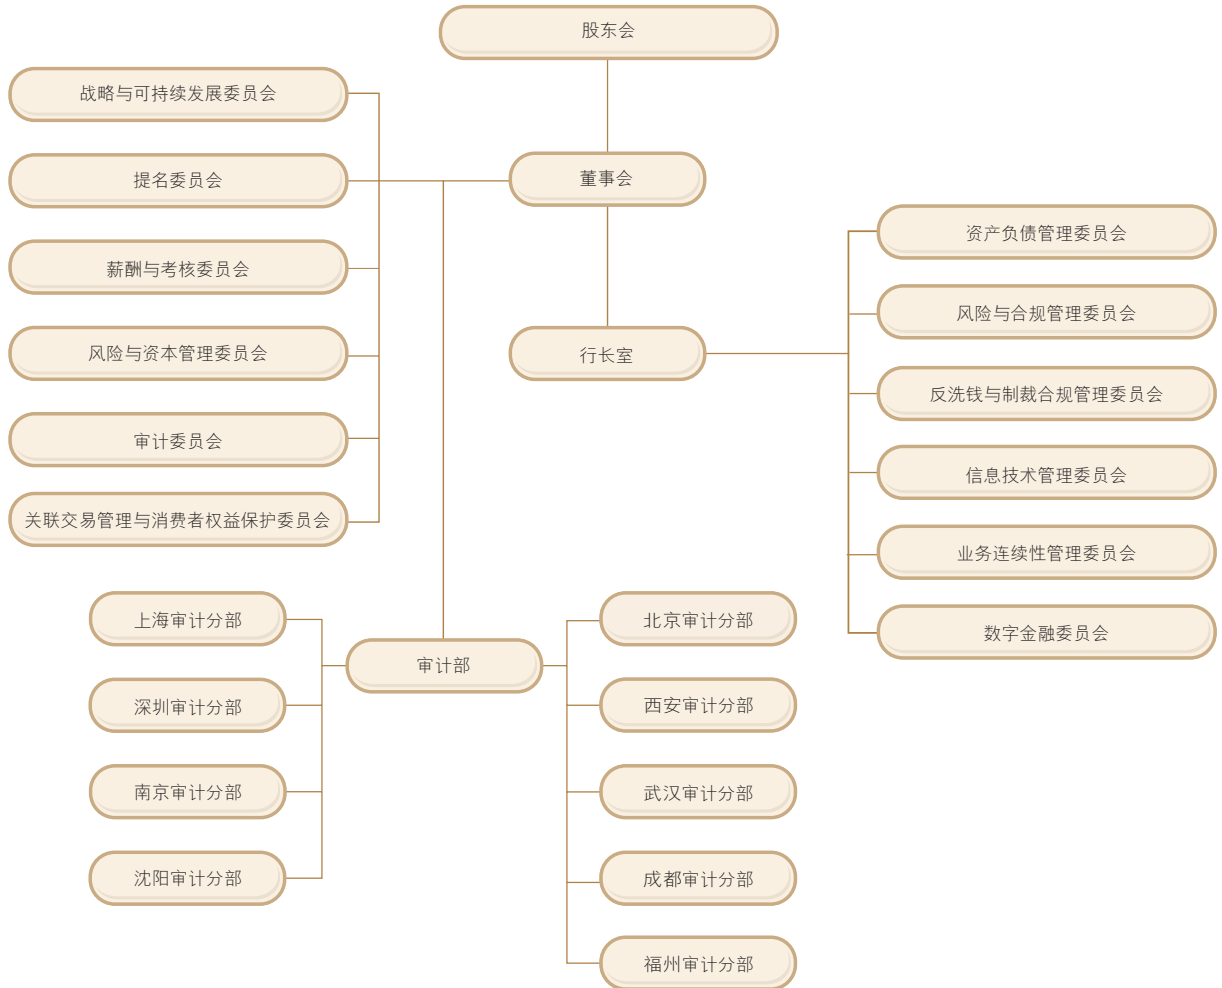 股东会
董事会
战略与可持续发展委员会
提名委员会
薪酬与考核委员会
风险与资本管理委员会
审计委员会
关联交易管理与消费者权益保护委员会
行长室
资产负债管理委员会
风险与合规管理委员会
反洗钱与制裁合规管理委员会
信息技术管理委员会
业务连续性管理委员会
数字金融委员会
审计部
上海审计分部
深圳审计分部
南京审计分部
沈阳审计分部
北京审计分部
西安审计分部
武汉审计分部
成都审计分部
福州审计分部